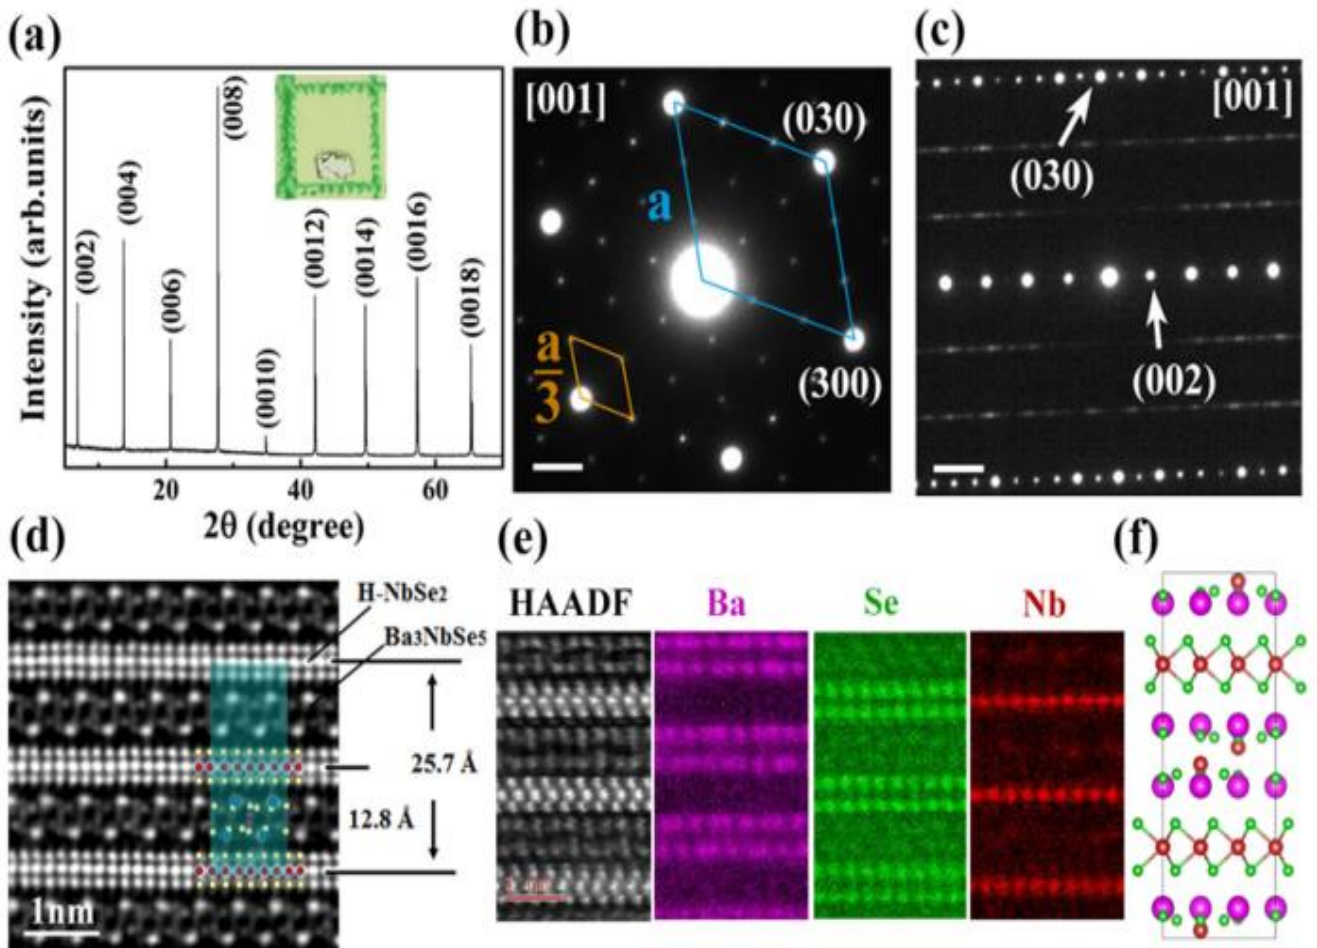 (a)
Intensity (arb.units)
(002)
(004)
(006)
(008)
(0010)
(0012)
(0014)
(0016)
(0018)
20
40
60
2θ (degree)
(b)
[001]
(030)
a
a
3
(300)
(c)
[001]
(030)
(002)
(d)
H-NbSe2
Ba3NbSe5
25.7 Å
12.8 Å
1nm
(e)
HAADF
Ba
Se
Nb
(f)